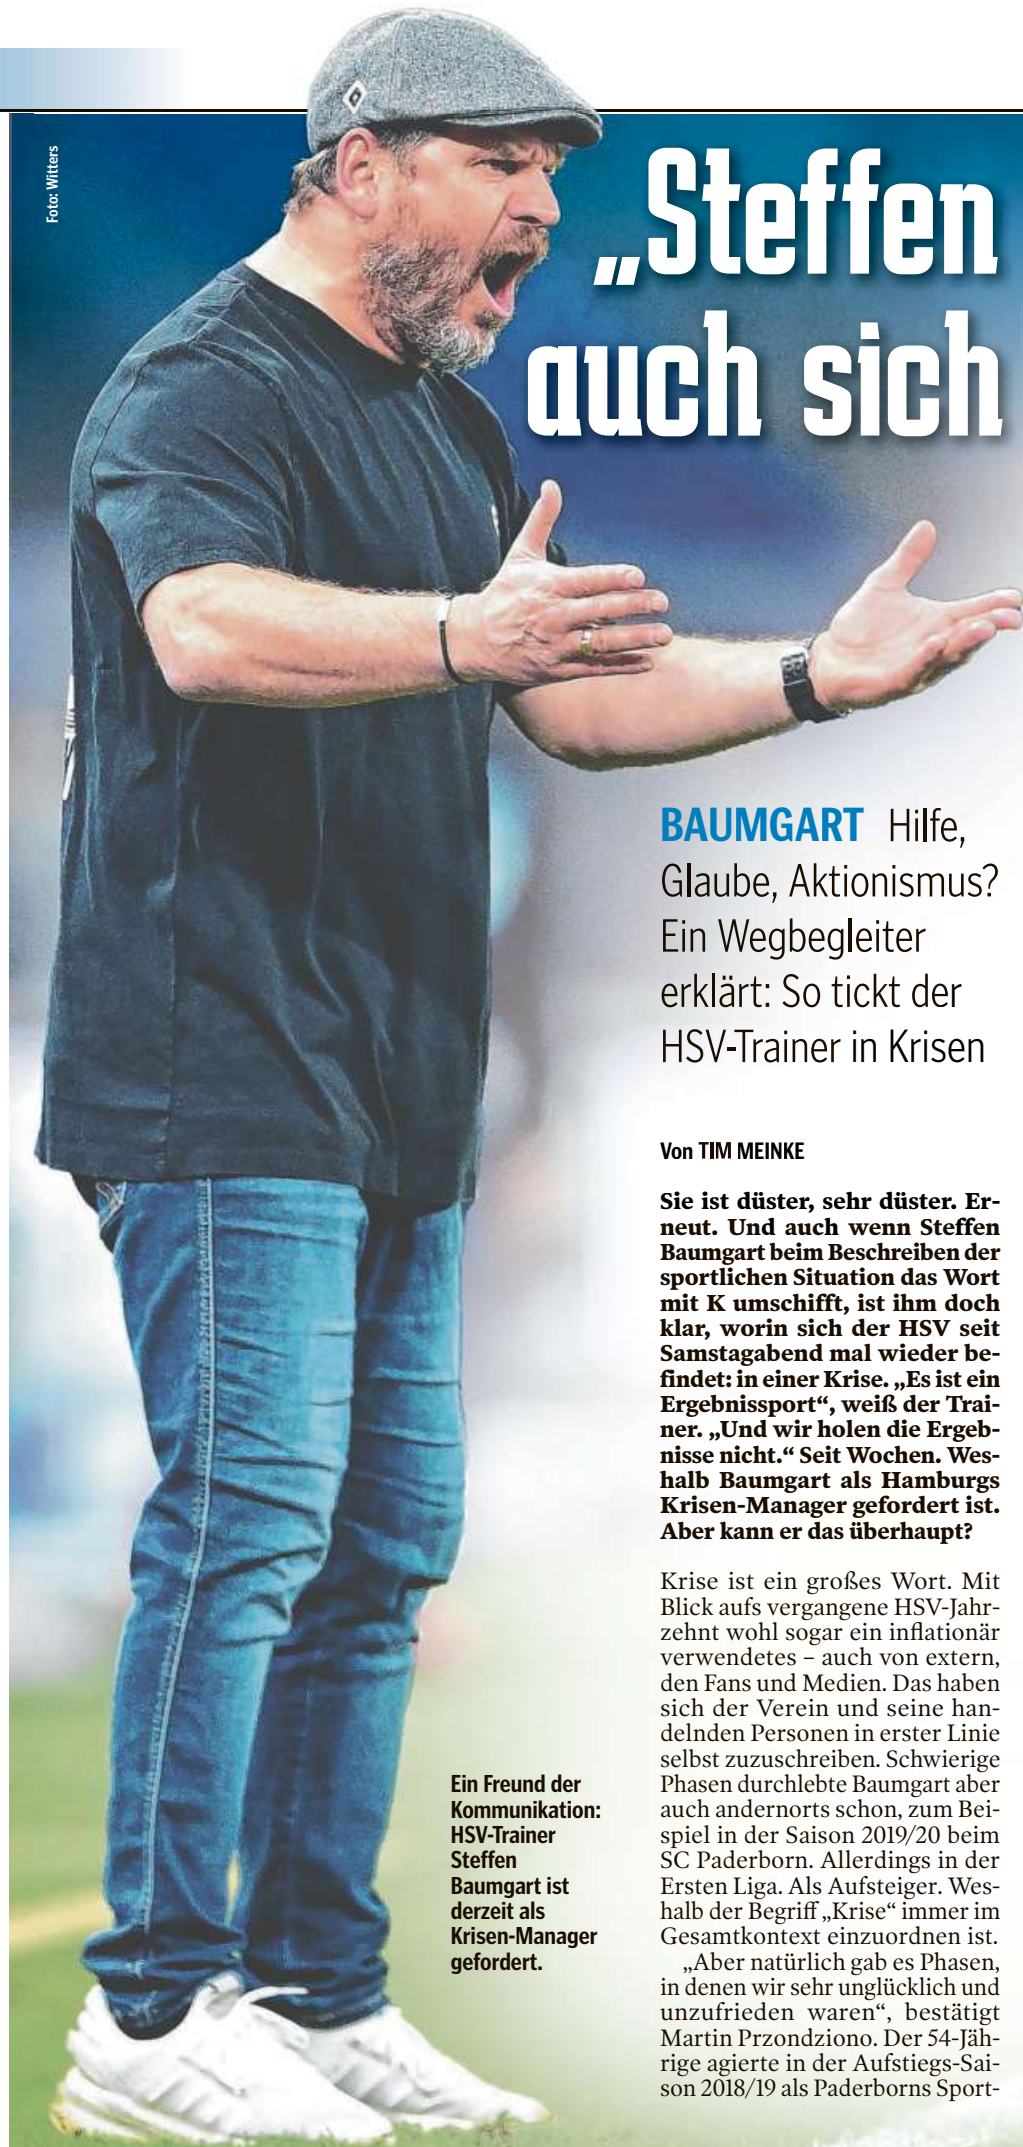 Foto: Witters
„Steffen
auch sich
BAUMGART Hilfe,
Glaube, Aktionismus?
Ein Wegbegleiter
erklärt: So tickt der
HSV-Trainer in Krisen
Von TIM MEINKE
Sie ist düster, sehr düster. Er-
neut. Und auch wenn Steffen
Baumgart beim Beschreiben der
sportlichen Situation das Wort
mit K umschifft, ist ihm doch
klar, worin sich der HSV seit
Samstagabend mal wieder be-
findet: in einer Krise. „Es ist ein
Ergebnissport“, weiß der Trai-
ner. „Und wir holen die Ergeb-
nisse nicht.“ Seit Wochen. Wes-
halb Baumgart als Hamburgs
Krisen-Manager gefordert ist.
Aber kann er das überhaupt?
Krise ist ein großes Wort. Mit
Blick aufs vergangene HSV-Jahr-
zehnt wohl sogar ein inflationär
verwendetes – auch von extern,
den Fans und Medien. Das haben
sich der Verein und seine han-
delnden Personen in erster Linie
selbst zuzuschreiben. Schwierige
Phasen durchlebte Baumgart aber
auch andernorts schon, zum Bei-
spiel in der Saison 2019/20 beim
SC Paderborn. Allerdings in der
Ersten Liga. Als Aufsteiger. Wes-
halb der Begriff „Krise“ immer im
Gesamtkontext einzuordnen ist.
„Aber natürlich gab es Phasen,
in denen wir sehr unglücklich und
unzufrieden waren“, bestätigt
Martin Przondziono. Der 54-Jäh-
rige agierte in der Aufstiegs-Sai-
son 2018/19 als Paderborns Sport-
Ein Freund der
Kommunikation:
HSV-Trainer
Steffen
Baumgart ist
derzeit als
Krisen-Manager
gefordert.